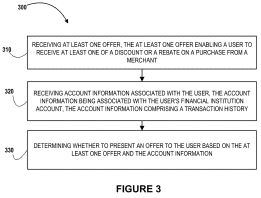 300
310
RECEIVING AT LEAST ONE OFFER, THE AT LEAST ONE OFFER ENABLING A USER TO
RECEIVE AT LEAST ONE OF A DISCOUNT OR A REBATE ON A PURCHASE FROM A
MERCHANT
320
RECEIVING ACCOUNT INFORMATION ASSOCIATED WITH THE USER, THE ACCOUNT
INFORMATION BEING ASSOCIATED WITH THE USER'S FINANCIAL INSTITUTION
ACCOUNT, THE ACCOUNT INFORMATION COMPRISING A TRANSACTION HISTORY
330
DETERMINING WHETHER TO PRESENT AN OFFER TO THE USER BASED ON THE AT
LEAST ONE OFFER AND THE ACCOUNT INFORMATION
FIGURE 3